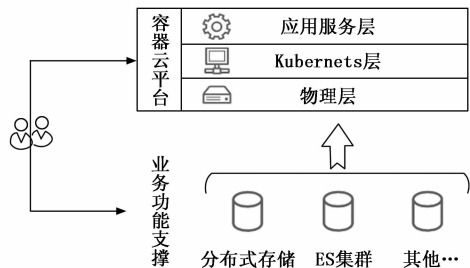 容器云平台
应用服务层
Kubernets层
物理层
业务功能支撑
分布式存储
ES集群
其他…